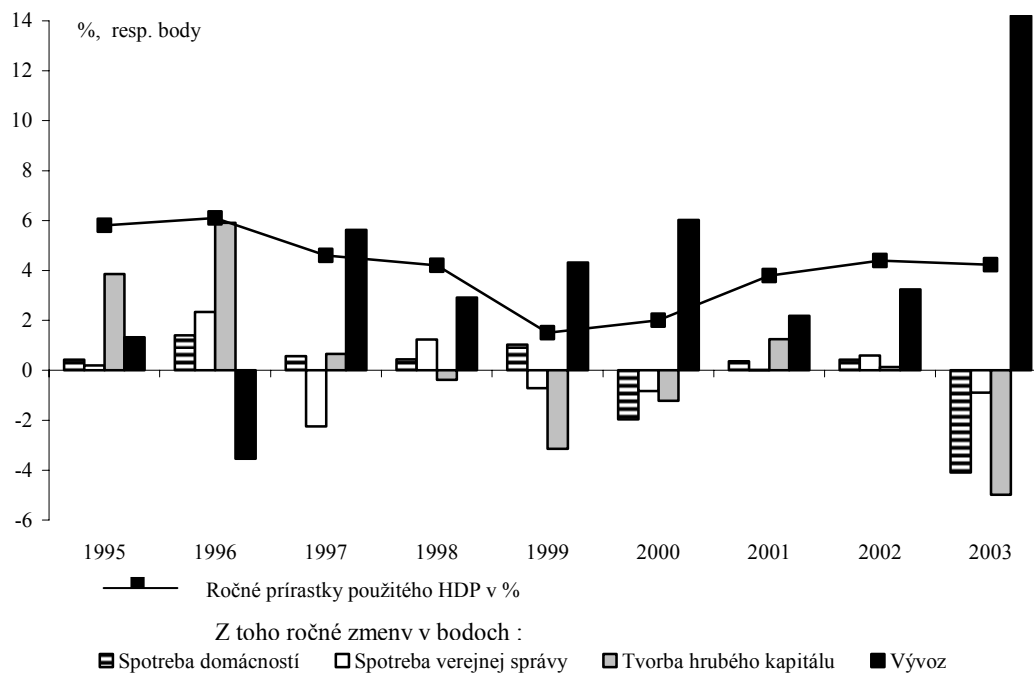 %, resp. body
14
12
10
8
6
4
2
0
-2
-4
-6
1995 1996 1997 1998 1999 2000 2001 2002 2003
Ročné prírastky použitého HDP v %
Z toho ročné zmenv v bodoch :
Spotreba domácností Spotreba verejnej správy Tvorba hrubého kapitálu Vývoz